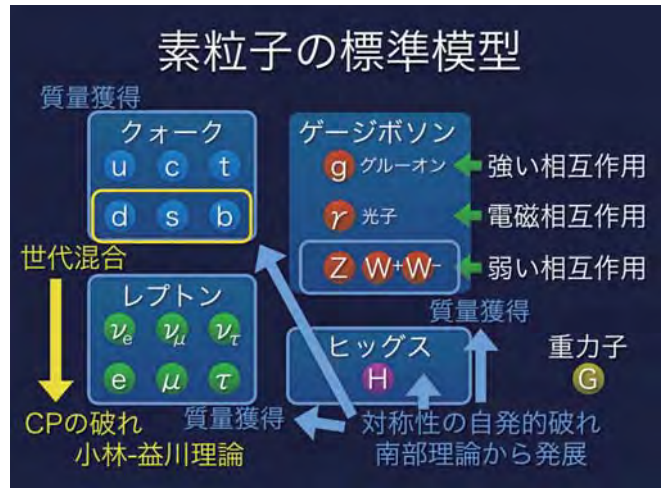 素粒子の標準模型
質量獲得
クォーク
u c t
d s b
世代混合
レプトン
νe νμ ντ
e μ τ
CPの破れ
小林-益川理論
質量獲得
ゲージボソン
g グルーオン
強い相互作用
γ 光子
電磁相互作用
Z W+ W-
弱い相互作用
質量獲得
ヒッグス
H
重力子
G
対称性の自発的破れ
南部理論から発展